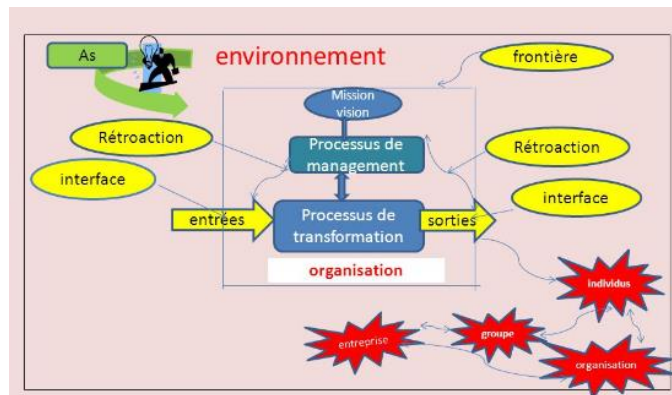 As
environnement
frontière
Mission
vision
Rétroaction
Processus de
management
Rétroaction
interface
interface
entrées
Processus de
transformation
sorties
organisation
individus
groupe
entreprise
organisation